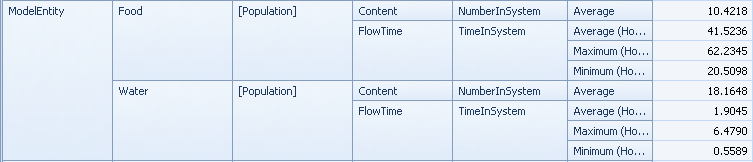 ModelEntity Food [Population] Content NumberInSystem Average 10.4218
FlowTime TimeInSystem Average (Ho... 41.5236
Maximum (Ho... 62.2345
Minimum (Ho... 20.5098
Water [Population] Content NumberInSystem Average 18.1648
FlowTime TimeInSystem Average (Ho... 1.9045
Maximum (Ho... 6.4790
Minimum (Ho... 0.5589